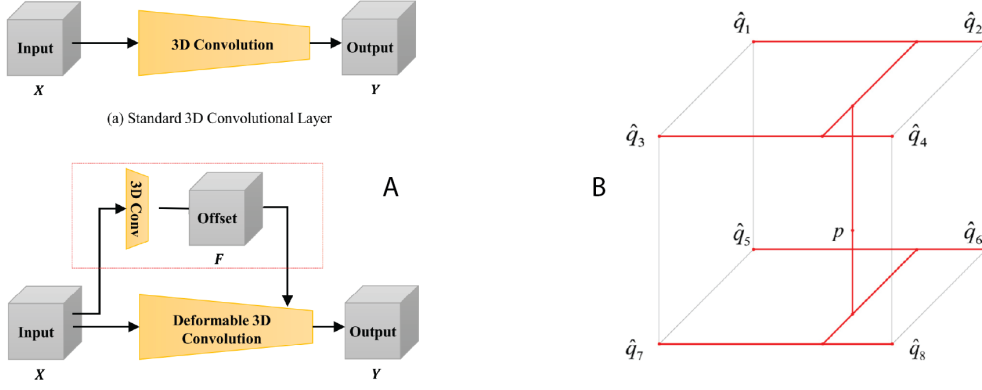 Input
3D Convolution
Output
X
Y
(a) Standard 3D Convolutional Layer
3D Conv
Offset
F
A
Input
Deformable 3D
Convolution
Output
X
Y
q̂1
q̂2
q̂3
q̂4
B
q̂5
p
q̂6
q̂7
q̂8